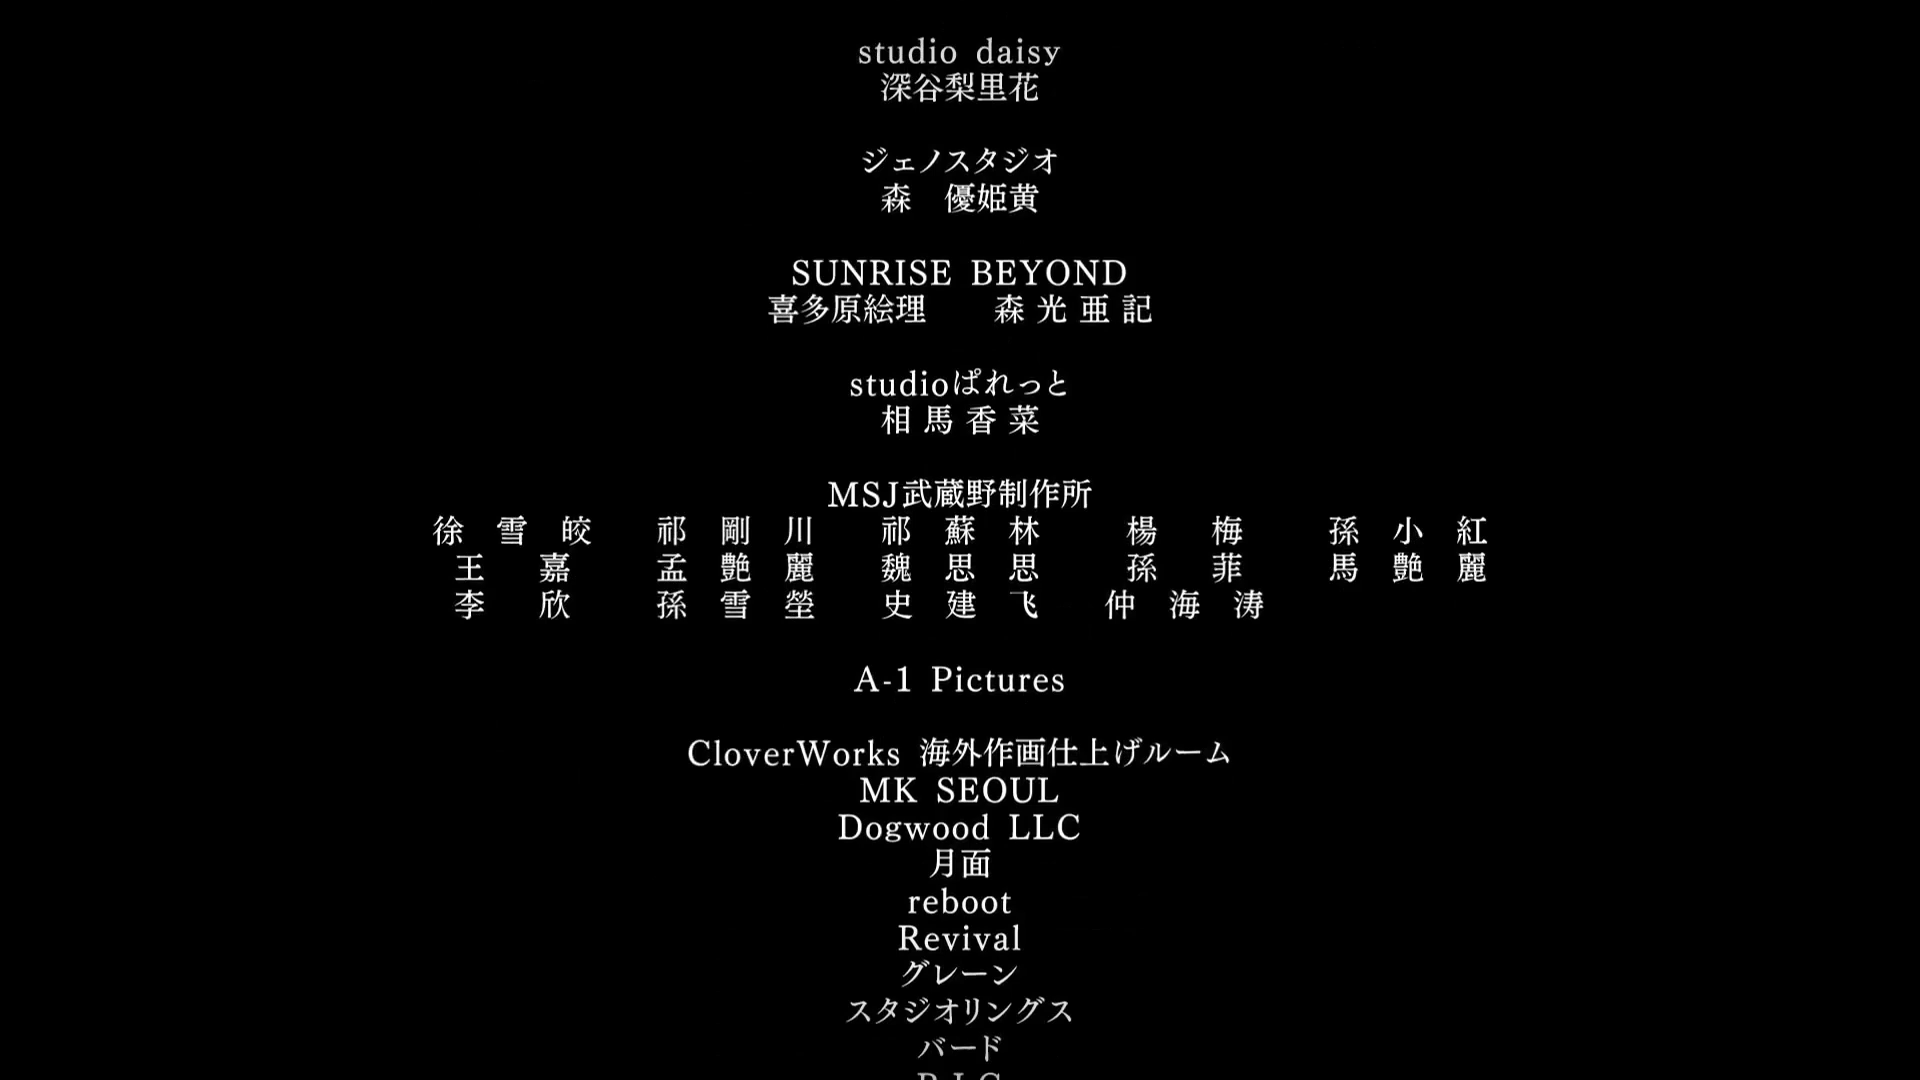 studio daisy
深谷梨里花
ジェノスタジオ
森　優姫黄
SUNRISE BEYOND
喜多原絵理　森光亜記
studioぱれっと
相馬香菜
MSJ武蔵野制作所
徐雪皎　祁剛川　祁蘇林　楊梅　孫小紅
王嘉　孟艶麗　魏思思　孫菲　馬艶麗
李欣　孫雪瑩　史建飞　仲海涛
A-1 Pictures
CloverWorks 海外作画仕上げルーム
MK SEOUL
Dogwood LLC
月面
reboot
Revival
グレーン
スタジオリングス
バード